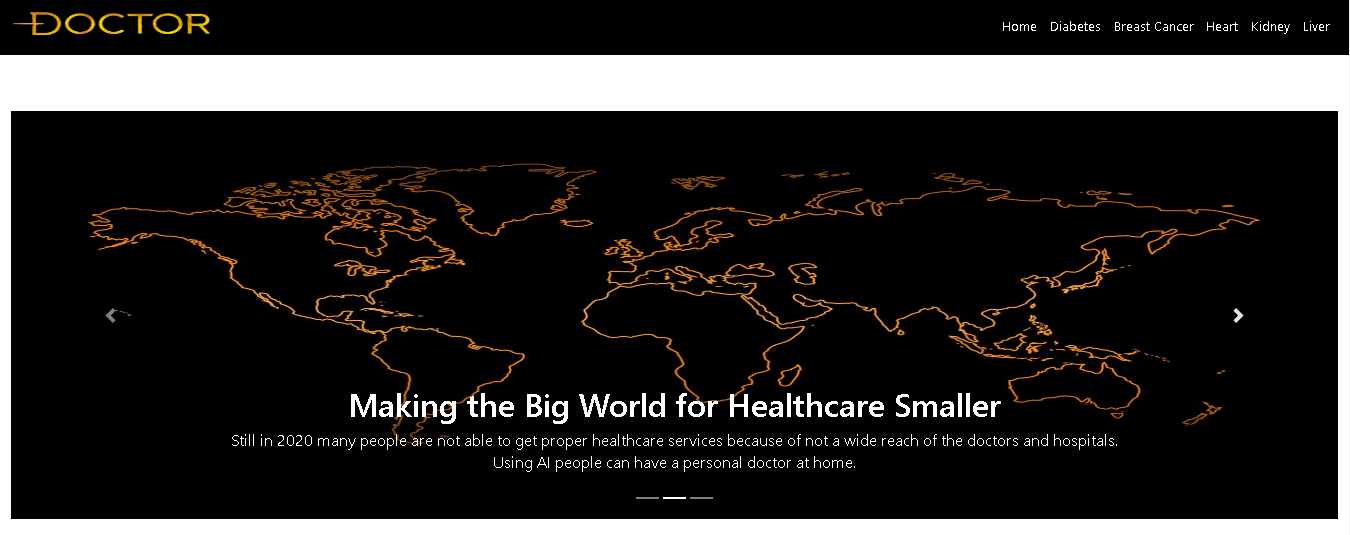 DOCTOR
Home Diabetes Breast Cancer Heart Kidney Liver
Making the Big World for Healthcare Smaller
Still in 2020 many people are not able to get proper healthcare services because of not a wide reach of the doctors and hospitals.
Using AI people can have a personal doctor at home.